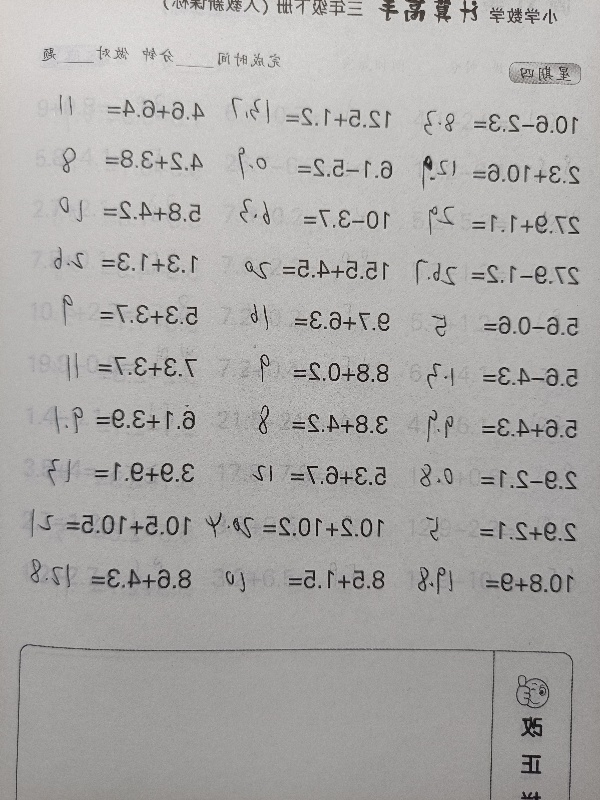 小学数学 计算高手 三年级下册（人教新课标）
星期四 完成时间____分钟 做对____题
10.6−2.3= 8.3 12.5+1.2= 13.7 4.6+6.4= 11
2.3+10.6= 12.9 6.1−5.2= 0.9 4.2+3.8= 8
27.9+1.1= 29 10−3.7= 6.3 5.8+4.2= 10
27.9−1.2= 26.7 15.5+4.5= 20 1.3+1.3= 2.6
5.6−0.6= 5 9.7+6.3= 16 5.3+3.7= 9
5.6−4.3= 1.3 8.8+0.2= 9 7.3+3.7= 11
5.6+4.3= 9.9 3.8+4.2= 8 6.1+3.9= 9.1
2.9−2.1= 0.8 5.3+6.7= 12 3.9+9.1= 13
2.9+2.1= 5 10.2+10.2= 20.4 10.5+10.5= 21
10.8+9= 19.8 8.5+1.5= 10 8.6+4.3= 12.8
改
正